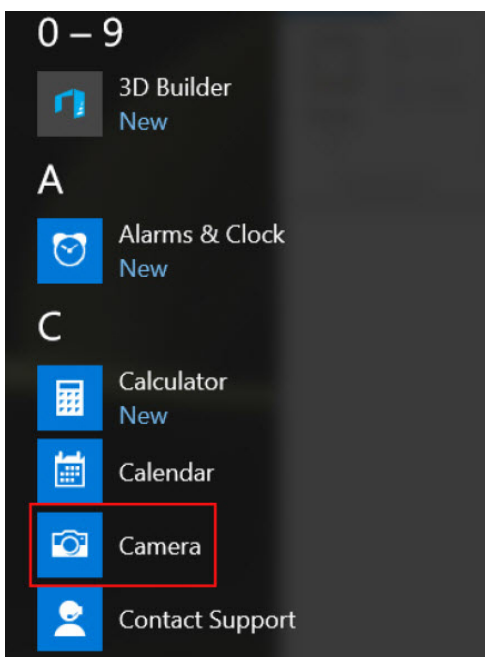 0 – 9
3D Builder
New
A
Alarms & Clock
New
C
Calculator
New
Calendar
Camera
Contact Support